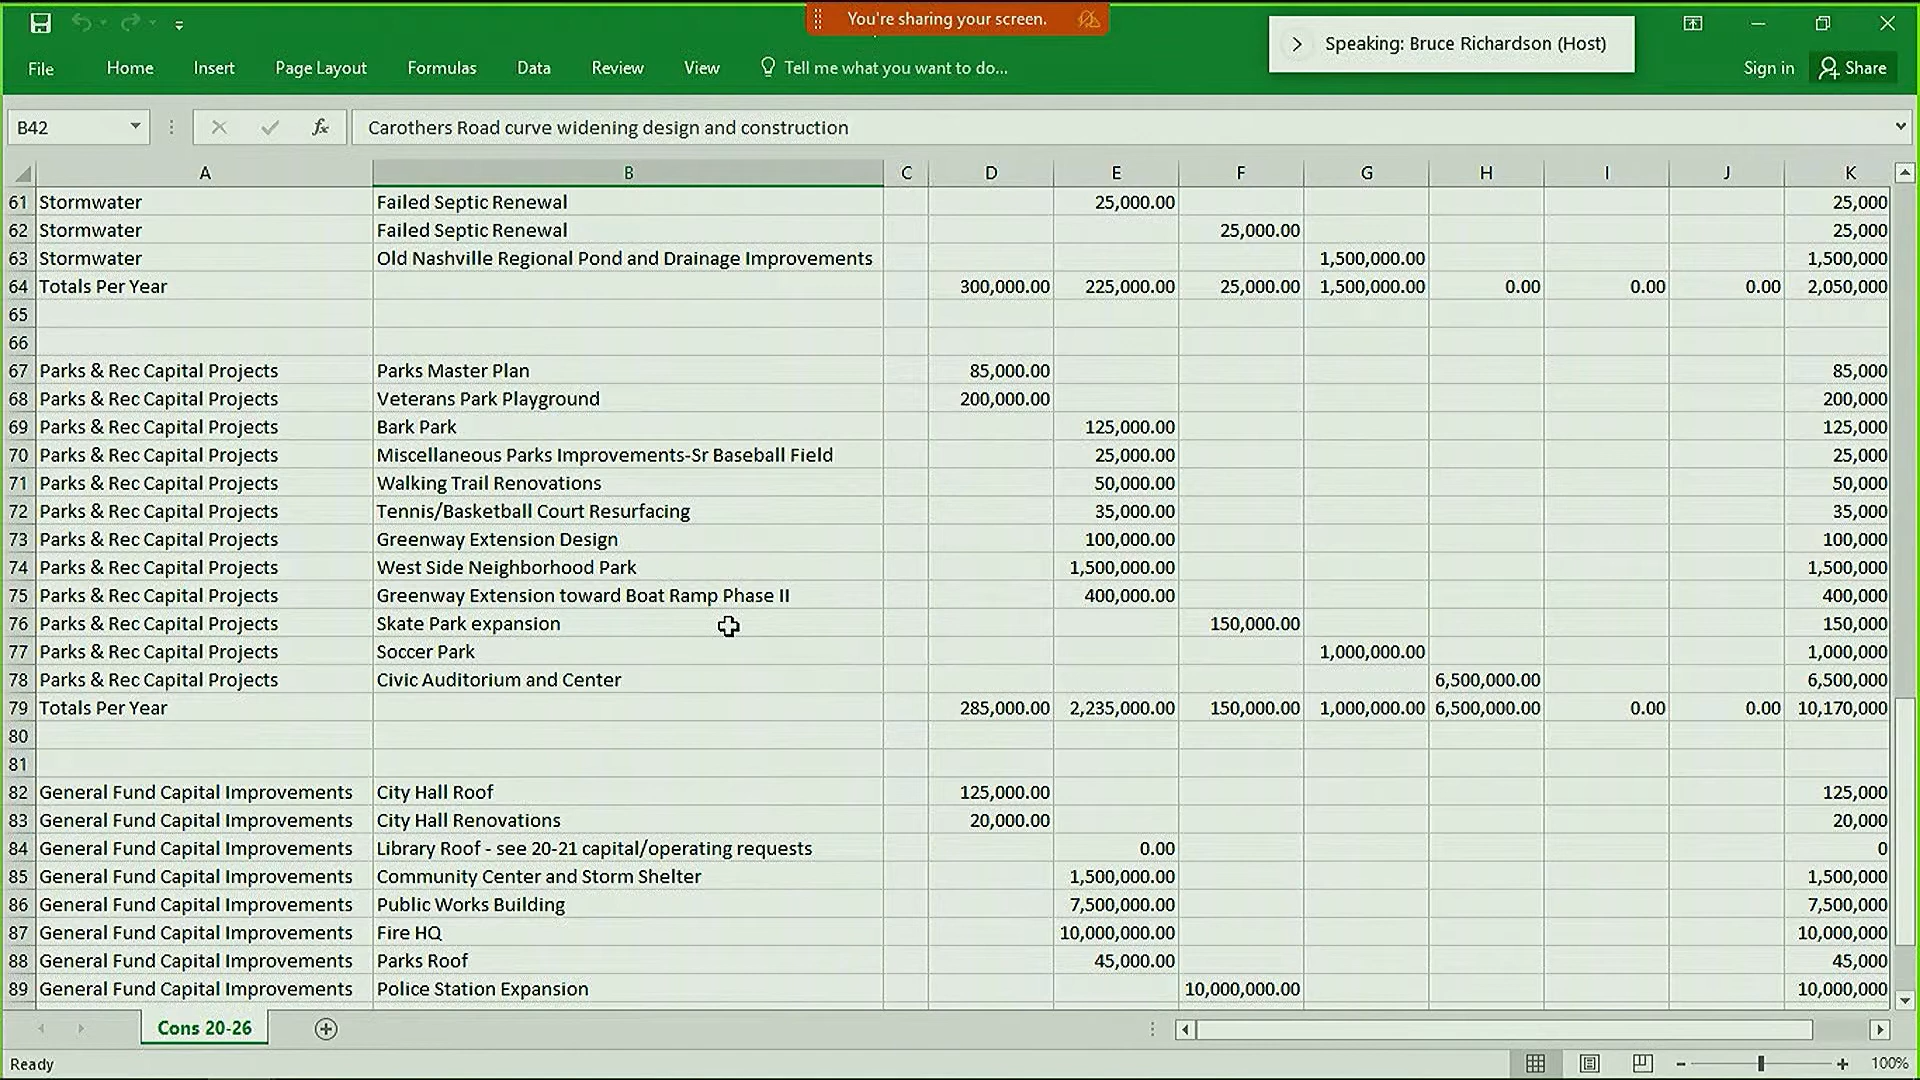 You're sharing your screen.
Speaking: Bruce Richardson (Host)
File Home Insert Page Layout Formulas Data Review View Tell me what you want to do... Sign in Share
B42 fx Carothers Road curve widening design and construction
A B C D E F G H I J K
61 Stormwater Failed Septic Renewal 25,000.00 25,000
62 Stormwater Failed Septic Renewal 25,000.00 25,000
63 Stormwater Old Nashville Regional Pond and Drainage Improvements 1,500,000.00 1,500,000
64 Totals Per Year 300,000.00 225,000.00 25,000.00 1,500,000.00 0.00 0.00 0.00 2,050,000
65
66
67 Parks & Rec Capital Projects Parks Master Plan 85,000.00 85,000
68 Parks & Rec Capital Projects Veterans Park Playground 200,000.00 200,000
69 Parks & Rec Capital Projects Bark Park 125,000.00 125,000
70 Parks & Rec Capital Projects Miscellaneous Parks Improvements-Sr Baseball Field 25,000.00 25,000
71 Parks & Rec Capital Projects Walking Trail Renovations 50,000.00 50,000
72 Parks & Rec Capital Projects Tennis/Basketball Court Resurfacing 35,000.00 35,000
73 Parks & Rec Capital Projects Greenway Extension Design 100,000.00 100,000
74 Parks & Rec Capital Projects West Side Neighborhood Park 1,500,000.00 1,500,000
75 Parks & Rec Capital Projects Greenway Extension toward Boat Ramp Phase II 400,000.00 400,000
76 Parks & Rec Capital Projects Skate Park expansion 150,000.00 150,000
77 Parks & Rec Capital Projects Soccer Park 1,000,000.00 1,000,000
78 Parks & Rec Capital Projects Civic Auditorium and Center 6,500,000.00 6,500,000
79 Totals Per Year 285,000.00 2,235,000.00 150,000.00 1,000,000.00 6,500,000.00 0.00 0.00 10,170,000
80
81
82 General Fund Capital Improvements City Hall Roof 125,000.00 125,000
83 General Fund Capital Improvements City Hall Renovations 20,000.00 20,000
84 General Fund Capital Improvements Library Roof - see 20-21 capital/operating requests 0.00 0
85 General Fund Capital Improvements Community Center and Storm Shelter 1,500,000.00 1,500,000
86 General Fund Capital Improvements Public Works Building 7,500,000.00 7,500,000
87 General Fund Capital Improvements Fire HQ 10,000,000.00 10,000,000
88 General Fund Capital Improvements Parks Roof 45,000.00 45,000
89 General Fund Capital Improvements Police Station Expansion 10,000,000.00 10,000,000
Cons 20-26
Ready 100%